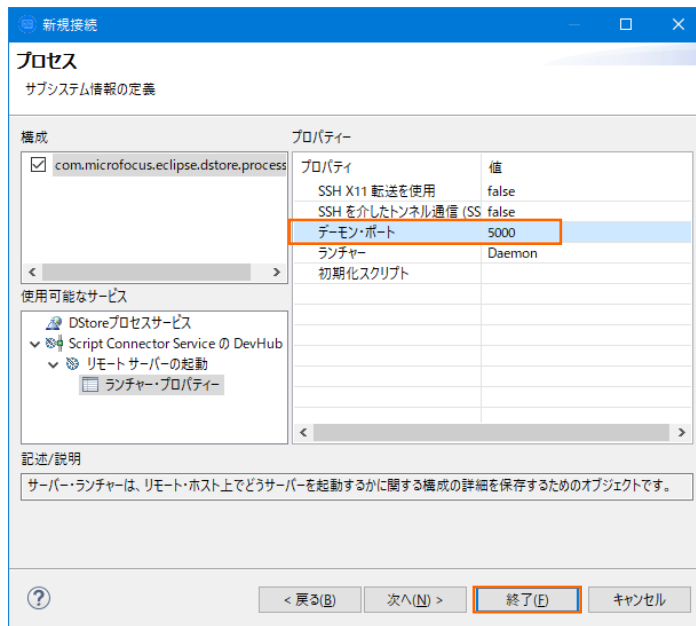 新規接続
プロセス
サブシステム情報の定義
構成
com.microfocus.eclipse.dstore.process
使用可能なサービス
DStoreプロセスサービス
Script Connector Service の DevHub
リモート サーバーの起動
ランチャー・プロパティー
プロパティー
プロパティ 値
SSH X11 転送を使用 false
SSH を介したトンネル通信 (SS false
デーモン・ポート 5000
ランチャー Daemon
初期化スクリプト
記述/説明
サーバー・ランチャーは、リモート・ホスト上でどうサーバーを起動するかに関する構成の詳細を保存するためのオブジェクトです。
< 戻る(B) 次へ(N) > 終了(F) キャンセル